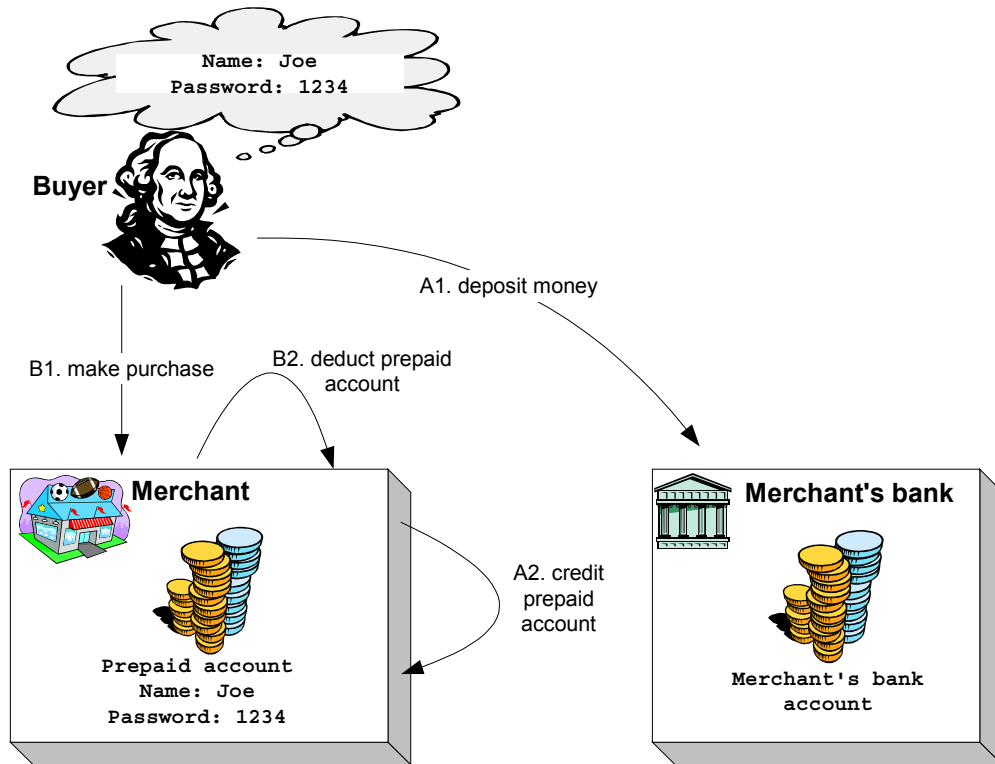 Name: Joe
Password: 1234
Buyer
A1. deposit money
B1. make purchase
B2. deduct prepaid
account
Merchant
Prepaid account
Name: Joe
Password: 1234
A2. credit
prepaid
account
Merchant's bank
Merchant's bank
account